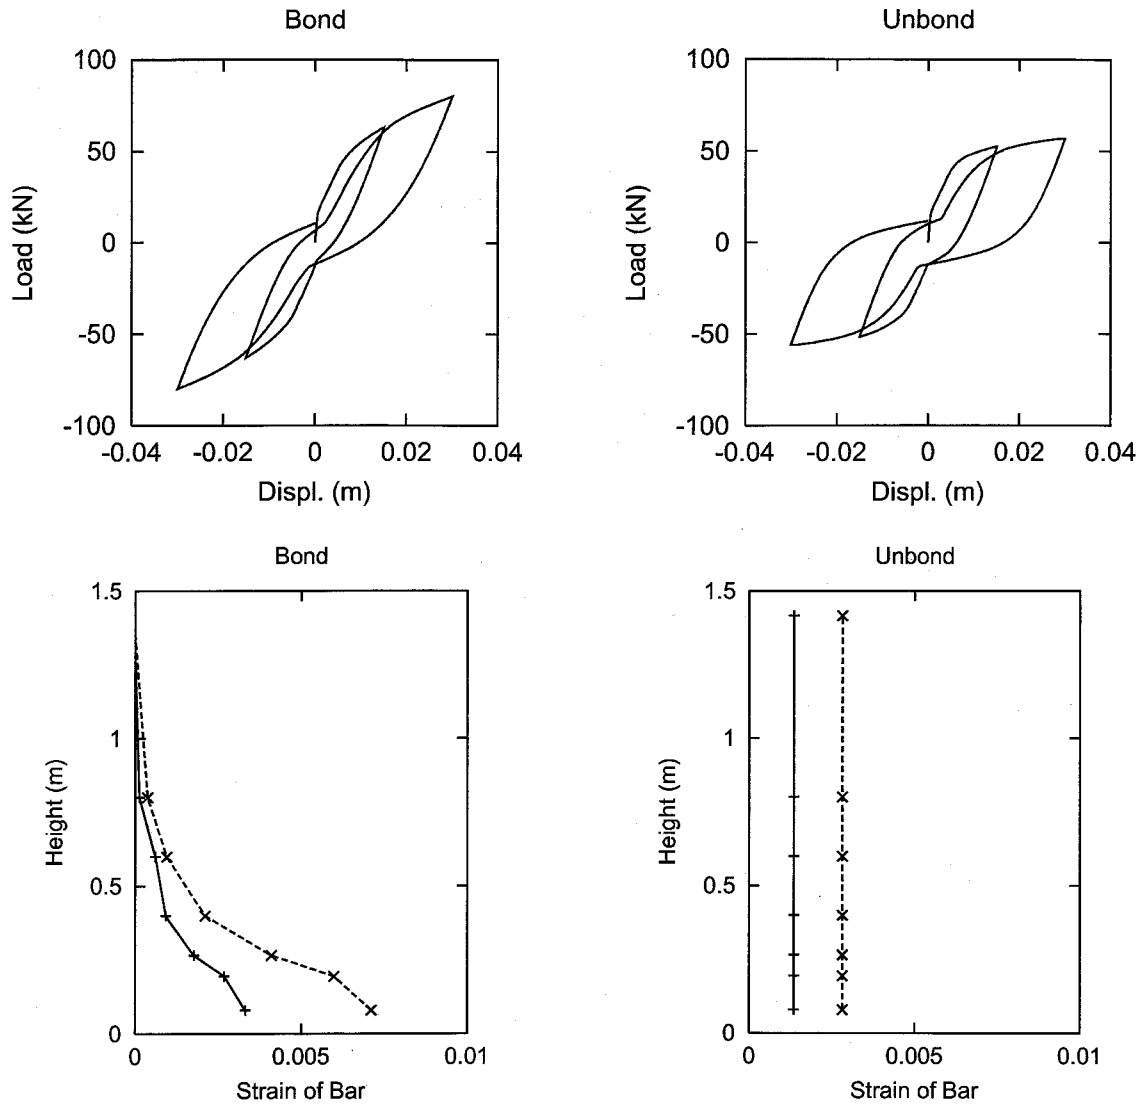 Bond
Unbond
100
50
0
-50
-100
-0.04 -0.02 0 0.02 0.04
Load (kN)
Displ. (m)
100
50
0
-50
-100
-0.04 -0.02 0 0.02 0.04
Load (kN)
Displ. (m)
Bond
Unbond
1.5
1
0.5
0
0 0.005 0.01
Height (m)
Strain of Bar
1.5
1
0.5
0
0 0.005 0.01
Height (m)
Strain of Bar